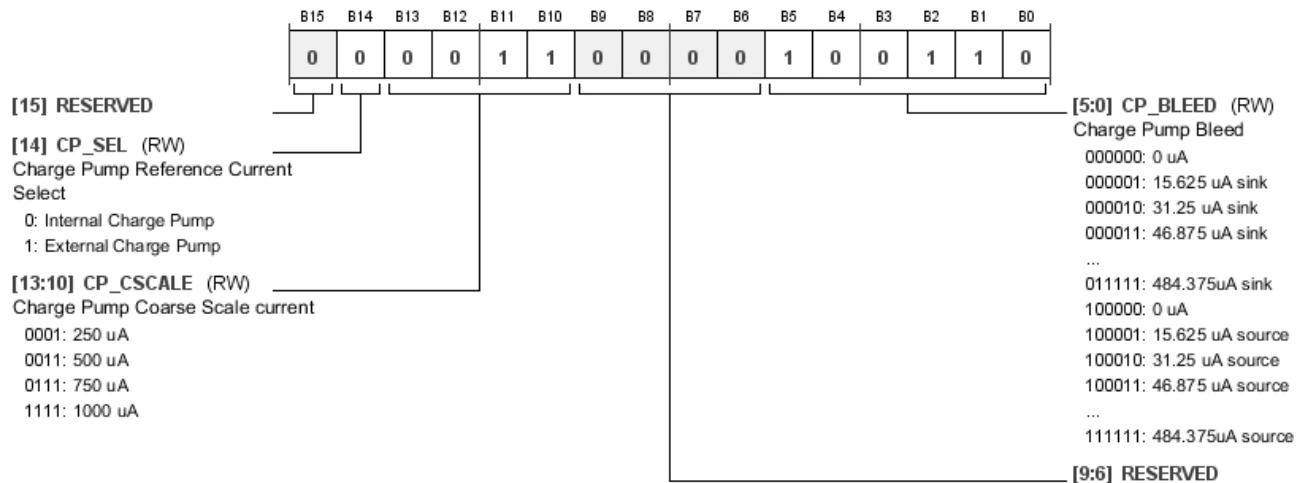 B15 B14 B13 B12 B11 B10 B9 B8 B7 B6 B5 B4 B3 B2 B1 B0
0 0 0 0 1 1 0 0 0 0 1 0 0 1 1 0
[15] RESERVED
[14] CP_SEL (RW)
Charge Pump Reference Current
Select
0: Internal Charge Pump
1: External Charge Pump
[13:10] CP_CSCALE (RW)
Charge Pump Coarse Scale current
0001: 250 uA
0011: 500 uA
0111: 750 uA
1111: 1000 uA
[5:0] CP_BLEED (RW)
Charge Pump Bleed
000000: 0 uA
000001: 15.625 uA sink
000010: 31.25 uA sink
000011: 46.875 uA sink
...
011111: 484.375uA sink
100000: 0 uA
100001: 15.625 uA source
100010: 31.25 uA source
100011: 46.875 uA source
...
111111: 484.375uA source
[9:6] RESERVED